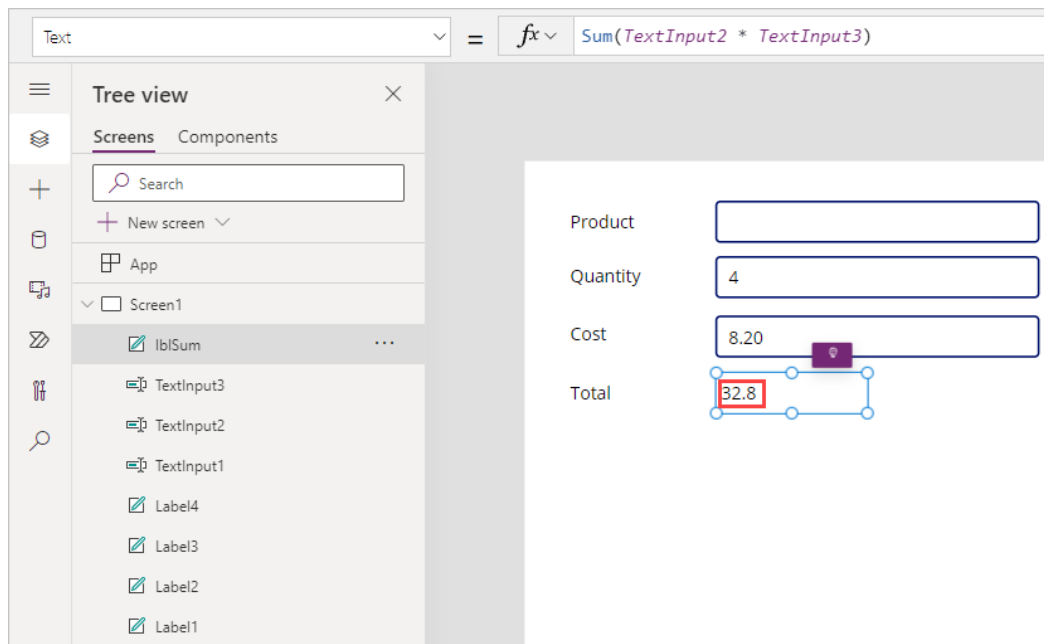 Text = fx Sum(TextInput2 * TextInput3)
Tree view
Screens Components
Search
New screen
App
Screen1
lblSum ...
TextInput3
TextInput2
TextInput1
Label4
Label3
Label2
Label1
Product
Quantity 4
Cost 8.20
Total 32.8